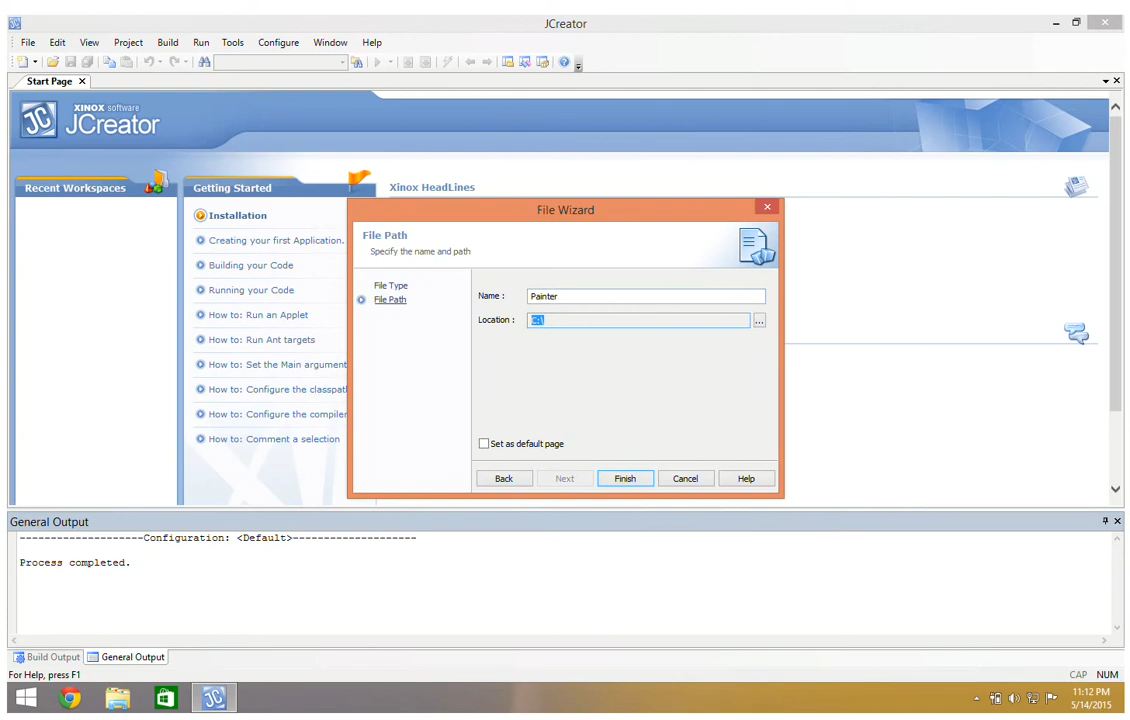 JCreator
File Edit View Project Build Run Tools Configure Window Help
Start Page
XINOX software
JCreator
Recent Workspaces
Getting Started
Xinox HeadLines
Installation
Creating your first Application.
Building your Code
Running your Code
How to: Run an Applet
How to: Run Ant targets
How to: Set the Main argument
How to: Configure the classpat
How to: Configure the compiler
How to: Comment a selection
File Wizard
File Path
Specify the name and path
File Type
File Path
Name : Painter
Location : C:\
...
Set as default page
Back Next Finish Cancel Help
General Output
--------------------Configuration: <Default>--------------------
Process completed.
Build Output General Output
For Help, press F1
CAP NUM
11:12 PM
5/14/2015